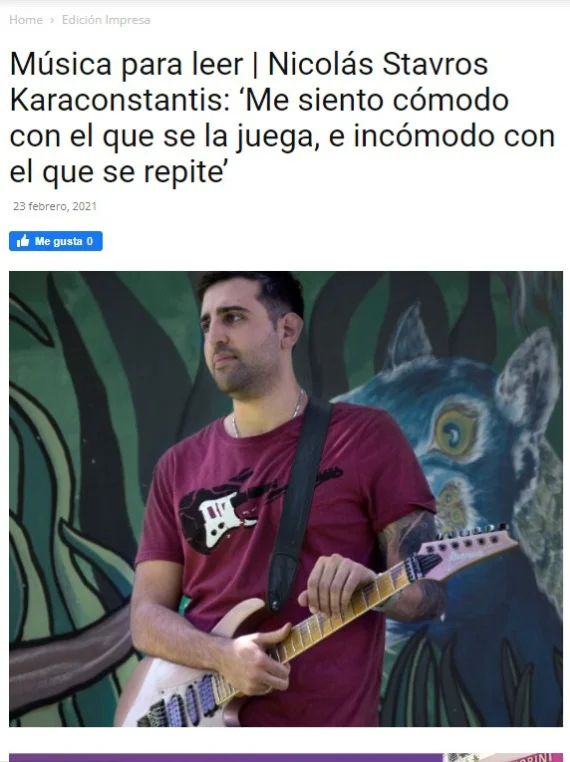 Home › Edición Impresa
Música para leer | Nicolás Stavros
Karaconstantis: ‘Me siento cómodo
con el que se la juega, e incómodo con
el que se repite’
23 febrero, 2021
Me gusta 0
Ibanez